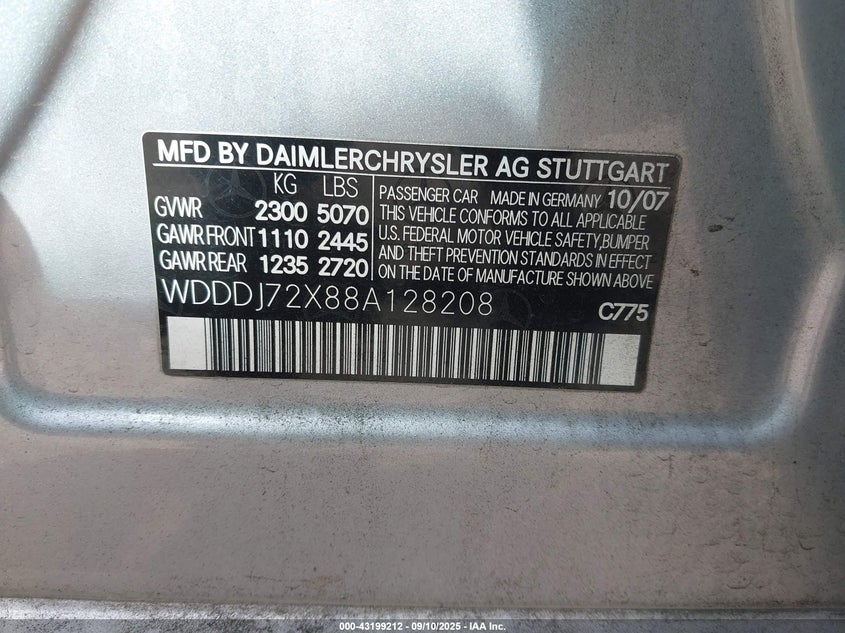 MFD BY DAIMLERCHRYSLER AG STUTTGART
KG LBS
GVWR 2300 5070
GAWR FRONT 1110 2445
GAWR REAR 1235 2720
PASSENGER CAR MADE IN GERMANY 10/07
THIS VEHICLE CONFORMS TO ALL APPLICABLE
U.S. FEDERAL MOTOR VEHICLE SAFETY, BUMPER
AND THEFT PREVENTION STANDARDS IN EFFECT
ON THE DATE OF MANUFACTURE SHOWN ABOVE
WDDDJ72X88A128208
C775
000-43199212 - 09/10/2025 - IAA Inc.